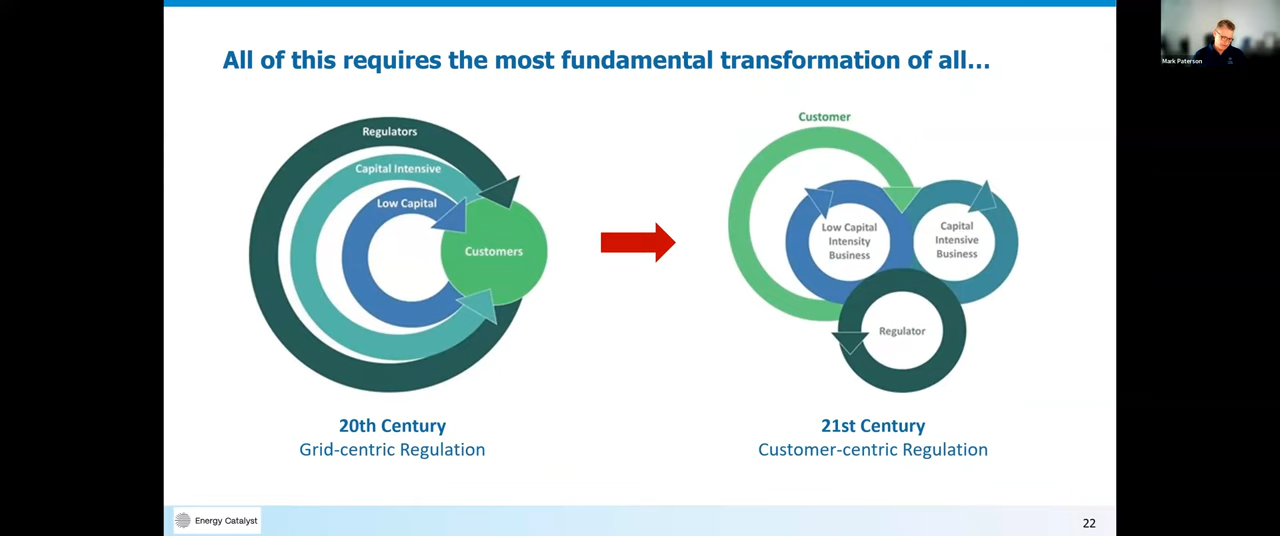 All of this requires the most fundamental transformation of all...
Mark Paterson
Regulators
Capital Intensive
Low Capital
Customers
20th Century
Grid-centric Regulation
Customer
Low Capital
Intensity
Business
Capital
Intensive
Business
Regulator
21st Century
Customer-centric Regulation
Energy Catalyst
22